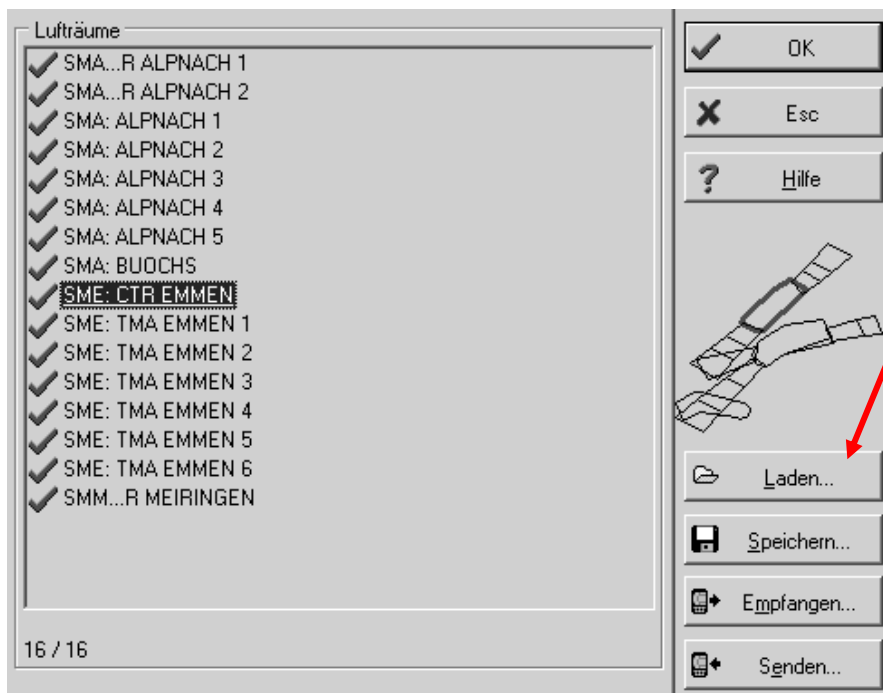 Lufträume
SMA...R ALPNACH 1
SMA...R ALPNACH 2
SMA: ALPNACH 1
SMA: ALPNACH 2
SMA: ALPNACH 3
SMA: ALPNACH 4
SMA: ALPNACH 5
SMA: BUOCHS
SME: CTR EMMEN
SME: TMA EMMEN 1
SME: TMA EMMEN 2
SME: TMA EMMEN 3
SME: TMA EMMEN 4
SME: TMA EMMEN 5
SME: TMA EMMEN 6
SMM...R MEIRINGEN
16 / 16
OK
Esc
Hilfe
Laden...
Speichern...
Empfangen...
Senden...